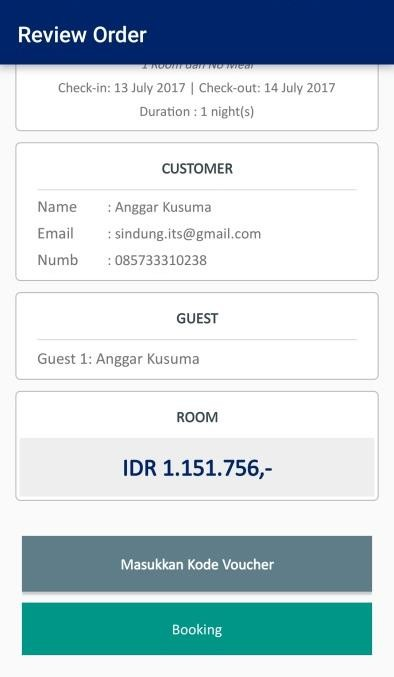 Review Order
1 Room dan No Meal
Check-in: 13 July 2017 | Check-out: 14 July 2017
Duration : 1 night(s)
CUSTOMER
Name : Anggar Kusuma
Email : sindung.its@gmail.com
Numb : 085733310238
GUEST
Guest 1: Anggar Kusuma
ROOM
IDR 1.151.756,-
Masukkan Kode Voucher
Booking